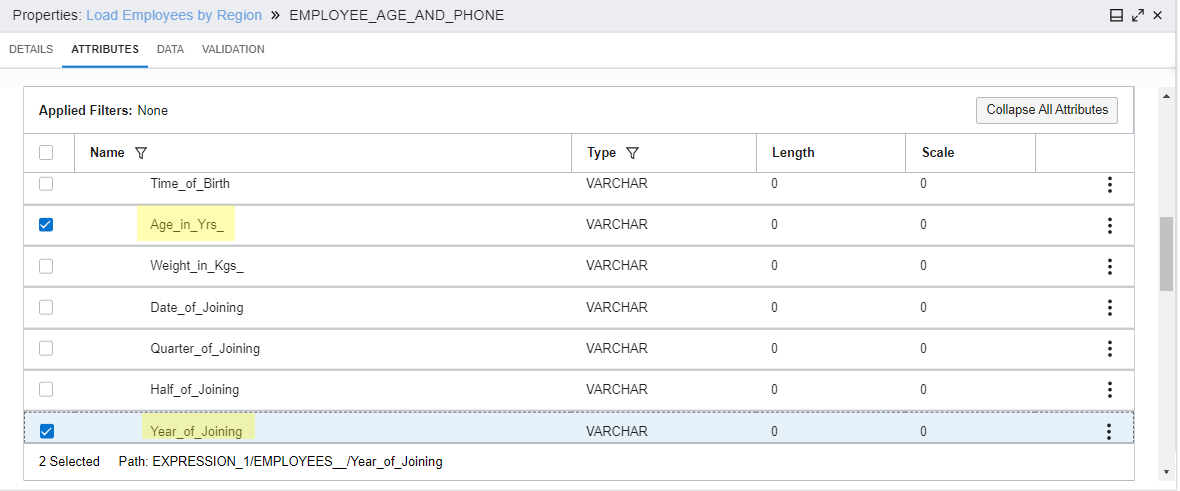 Properties: Load Employees by Region » EMPLOYEE_AGE_AND_PHONE
DETAILS ATTRIBUTES DATA VALIDATION
Applied Filters: None Collapse All Attributes
Name Type Length Scale
Time_of_Birth VARCHAR 0 0
Age_in_Yrs_ VARCHAR 0 0
Weight_in_Kgs_ VARCHAR 0 0
Date_of_Joining VARCHAR 0 0
Quarter_of_Joining VARCHAR 0 0
Half_of_Joining VARCHAR 0 0
Year_of_Joining VARCHAR 0 0
2 Selected Path: EXPRESSION_1/EMPLOYEES__/Year_of_Joining